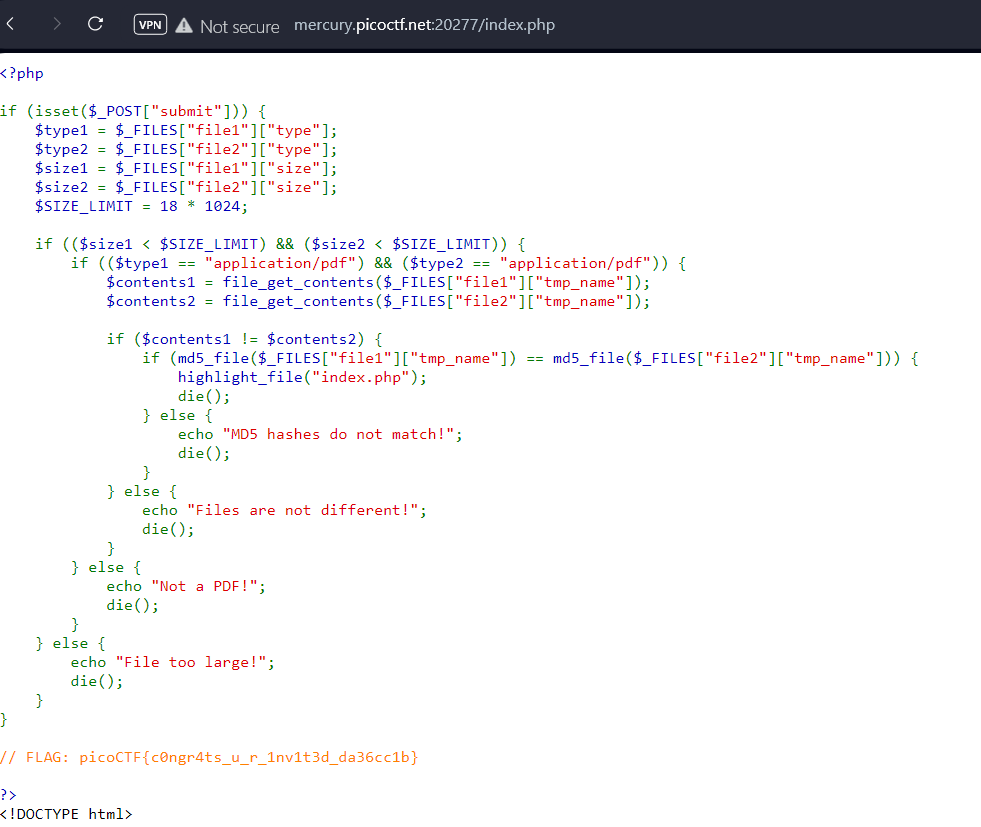 VPN Not secure mercury.picoctf.net:20277/index.php
<?php
if (isset($_POST["submit"])) {
$type1 = $_FILES["file1"]["type"];
$type2 = $_FILES["file2"]["type"];
$size1 = $_FILES["file1"]["size"];
$size2 = $_FILES["file2"]["size"];
$SIZE_LIMIT = 18 * 1024;
if (($size1 < $SIZE_LIMIT) && ($size2 < $SIZE_LIMIT)) {
if (($type1 == "application/pdf") && ($type2 == "application/pdf")) {
$contents1 = file_get_contents($_FILES["file1"]["tmp_name"]);
$contents2 = file_get_contents($_FILES["file2"]["tmp_name"]);
if ($contents1 != $contents2) {
if (md5_file($_FILES["file1"]["tmp_name"]) == md5_file($_FILES["file2"]["tmp_name"])) {
highlight_file("index.php");
die();
} else {
echo "MD5 hashes do not match!";
die();
}
} else {
echo "Files are not different!";
die();
}
} else {
echo "Not a PDF!";
die();
}
} else {
echo "File too large!";
die();
}
}
// FLAG: picoCTF{c0ngr4ts_u_r_1nv1t3d_da36cc1b}
?>
<!DOCTYPE html>